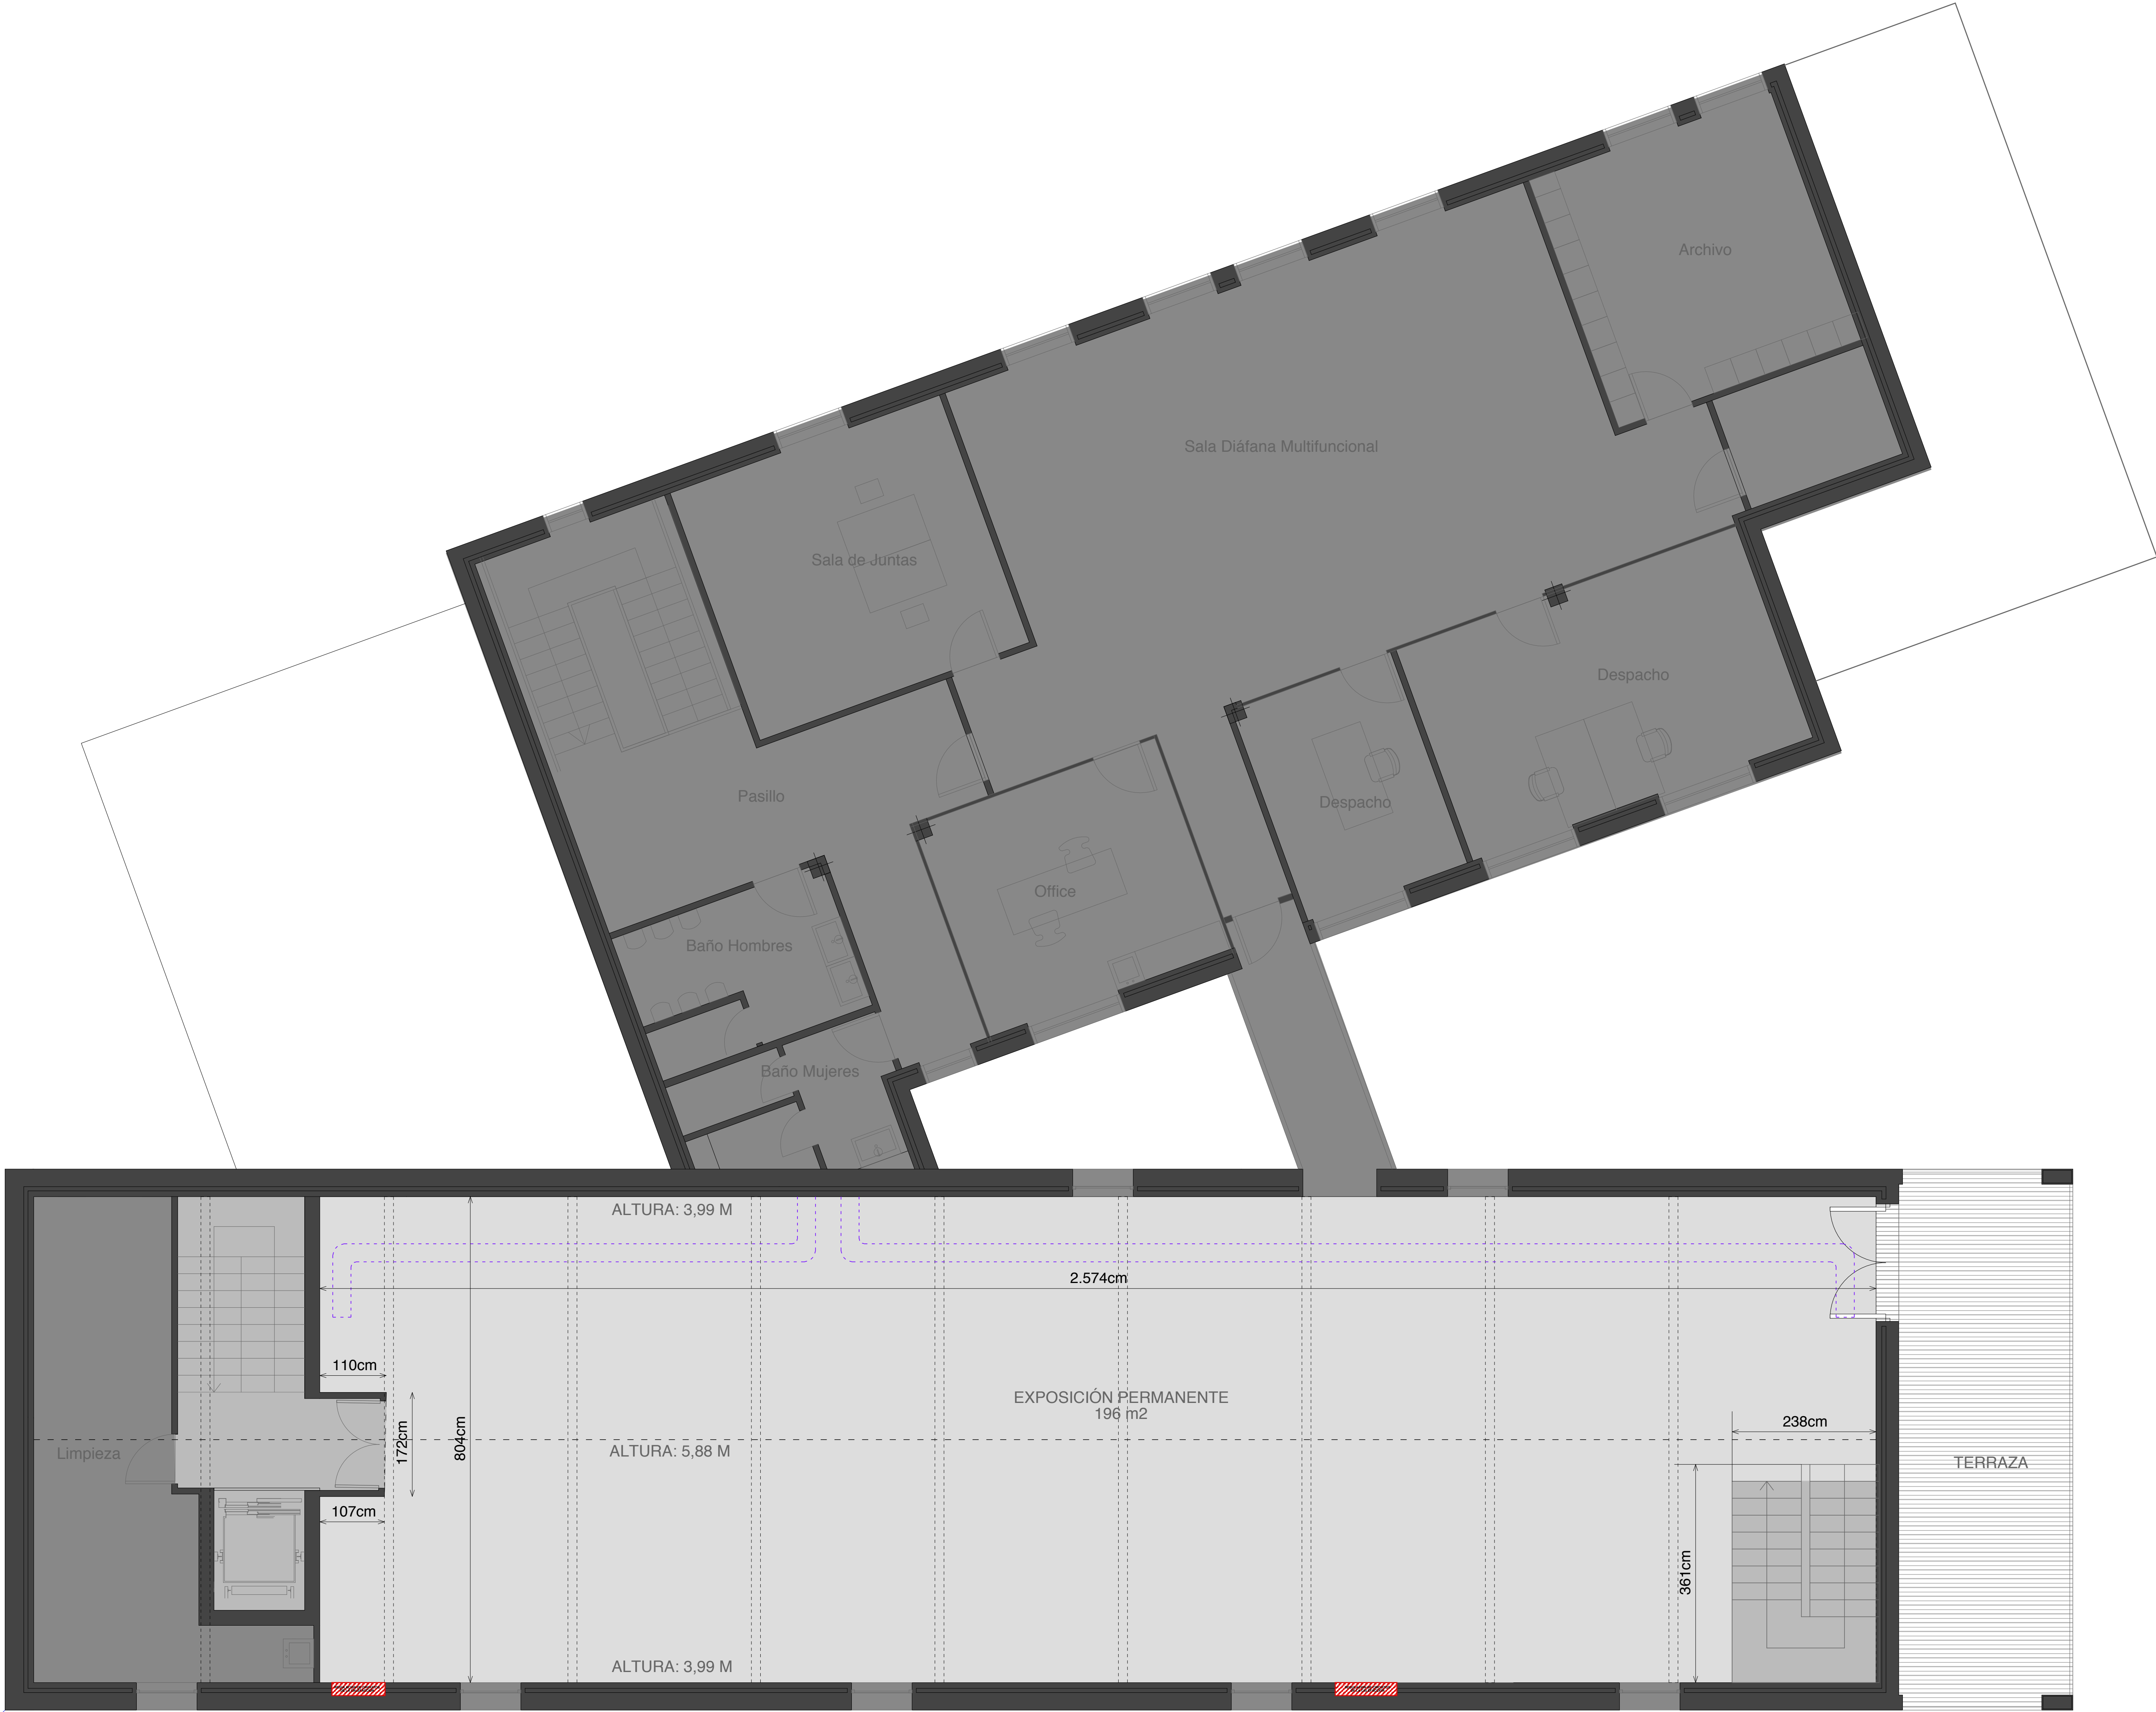 Archivo
Sala Diáfana Multifuncional
Sala de Juntas
Despacho
Pasillo
Despacho
Office
Baño Hombres
Baño Mujeres
ALTURA: 3,99 M
2.574cm
110cm
EXPOSICIÓN PERMANENTE
196 m2
238cm
172cm
804cm
Limpieza
ALTURA: 5,88 M
TERRAZA
107cm
361cm
ALTURA: 3,99 M